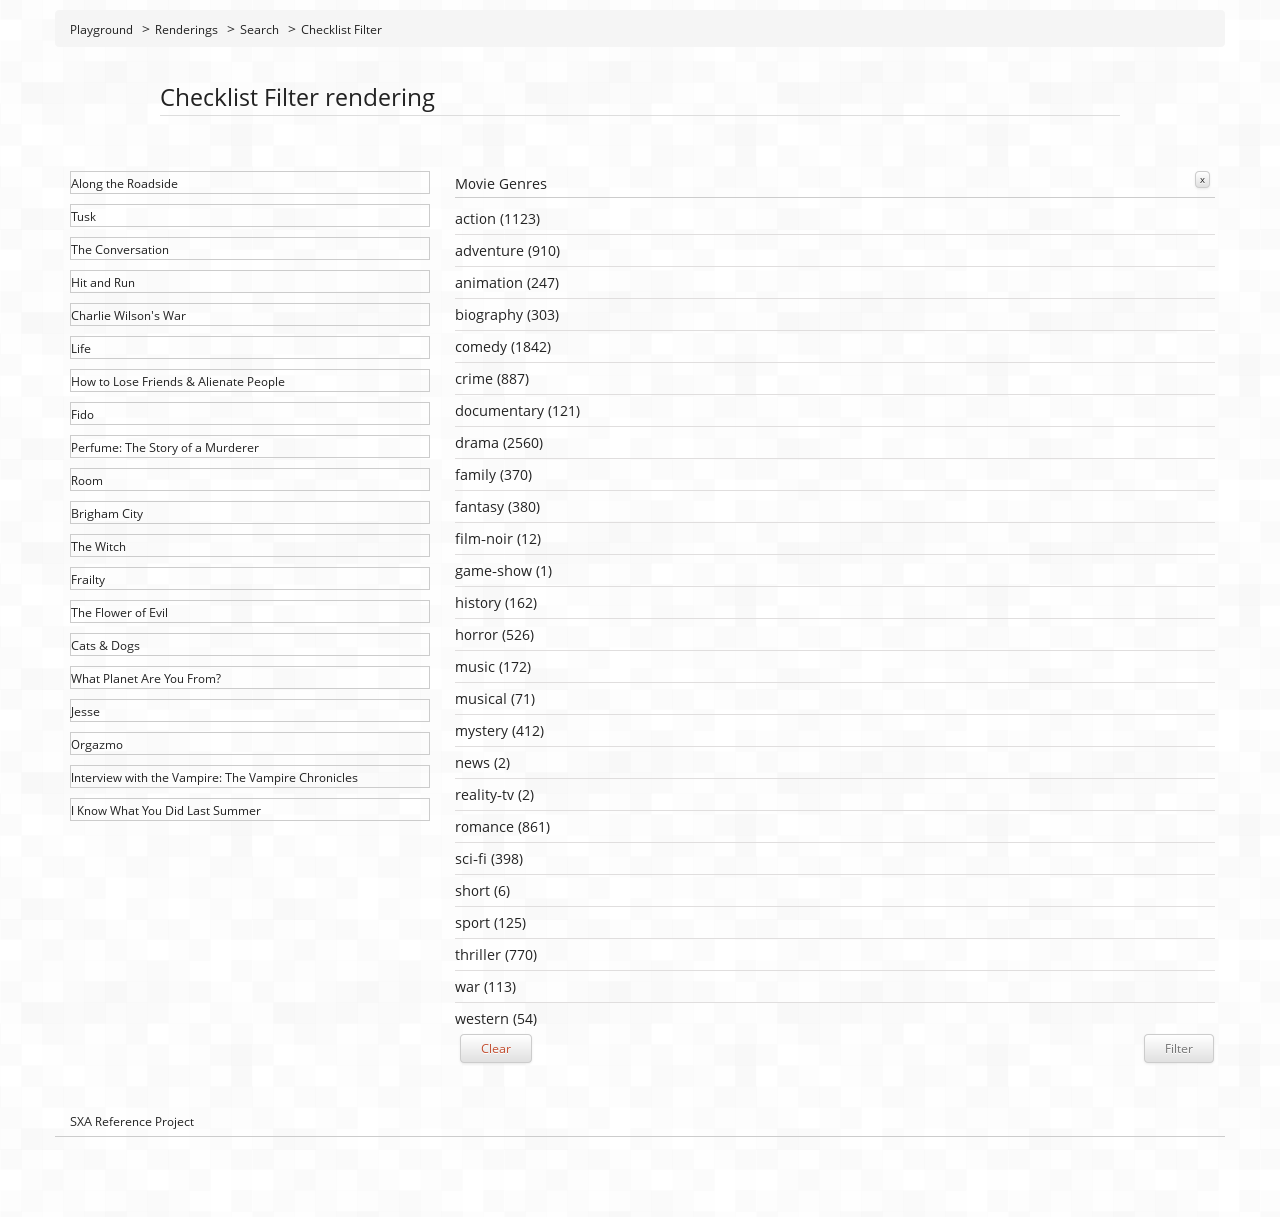 Playground > Renderings > Search > Checklist Filter
Checklist Filter rendering
Along the Roadside
Tusk
The Conversation
Hit and Run
Charlie Wilson's War
Life
How to Lose Friends & Alienate People
Fido
Perfume: The Story of a Murderer
Room
Brigham City
The Witch
Frailty
The Flower of Evil
Cats & Dogs
What Planet Are You From?
Jesse
Orgazmo
Interview with the Vampire: The Vampire Chronicles
I Know What You Did Last Summer
Movie Genres
x
action (1123)
adventure (910)
animation (247)
biography (303)
comedy (1842)
crime (887)
documentary (121)
drama (2560)
family (370)
fantasy (380)
film-noir (12)
game-show (1)
history (162)
horror (526)
music (172)
musical (71)
mystery (412)
news (2)
reality-tv (2)
romance (861)
sci-fi (398)
short (6)
sport (125)
thriller (770)
war (113)
western (54)
Clear
Filter
SXA Reference Project